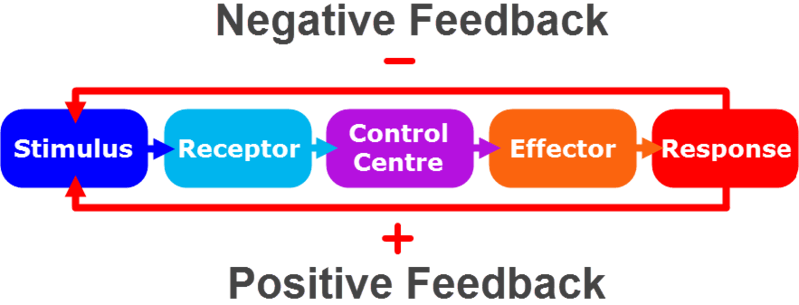 Negative Feedback
−
Stimulus
Receptor
Control
Centre
Effector
Response
+
Positive Feedback